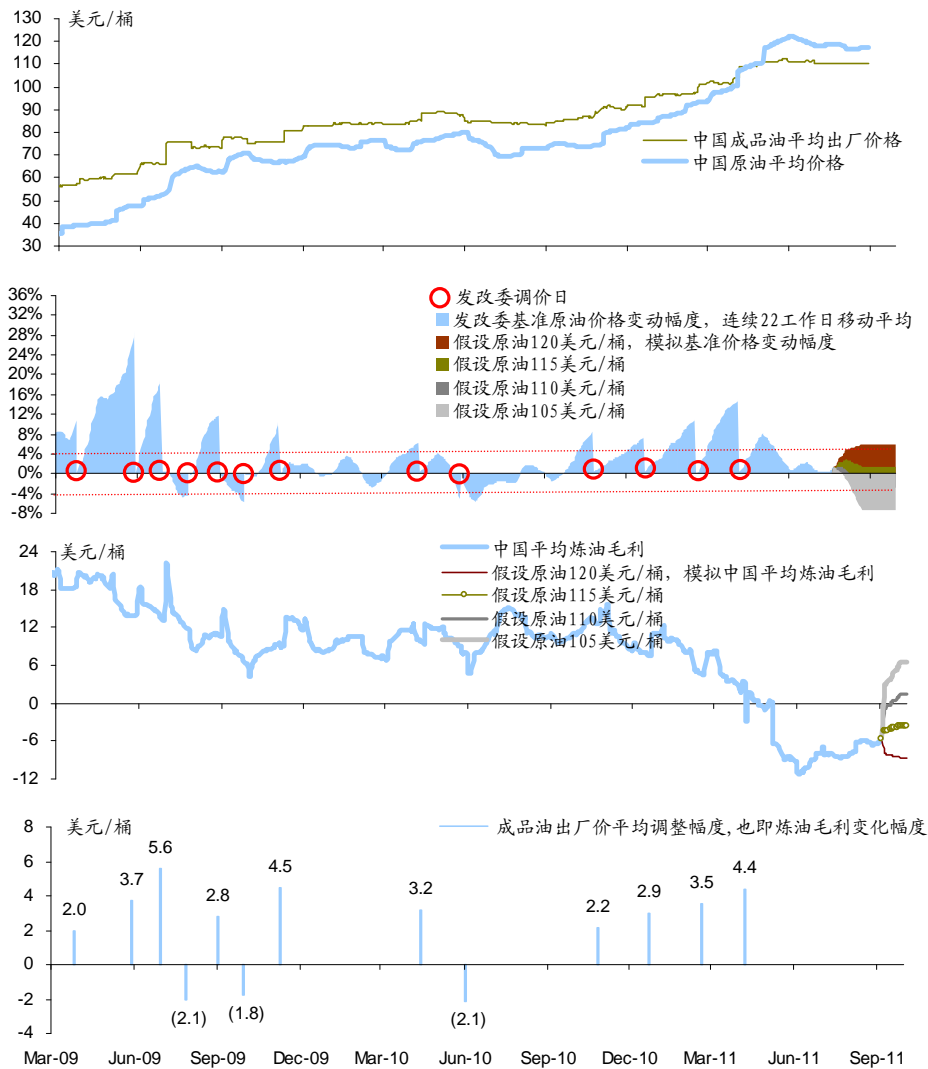 美元/桶
130
120
110
100
90
80
70
60
50
40
30
中国成品油平均出厂价格
中国原油平均价格
36%
32%
28%
24%
20%
16%
12%
8%
4%
0%
-4%
-8%
发改委调价日
发改委基准原油价格变动幅度，连续22工作日移动平均
假设原油120美元/桶，模拟基准价格变动幅度
假设原油115美元/桶
假设原油110美元/桶
假设原油105美元/桶
美元/桶
24
18
12
6
0
-6
-12
中国平均炼油毛利
假设原油120美元/桶，模拟中国平均炼油毛利
假设原油115美元/桶
假设原油110美元/桶
假设原油105美元/桶
美元/桶
8
6
4
2
0
-2
-4
成品油出厂价平均调整幅度,也即炼油毛利变化幅度
2.0
3.7
5.6
(2.1)
2.8
(1.8)
4.5
3.2
(2.1)
2.2
2.9
3.5
4.4
Mar-09 Jun-09 Sep-09 Dec-09 Mar-10 Jun-10 Sep-10 Dec-10 Mar-11 Jun-11 Sep-11